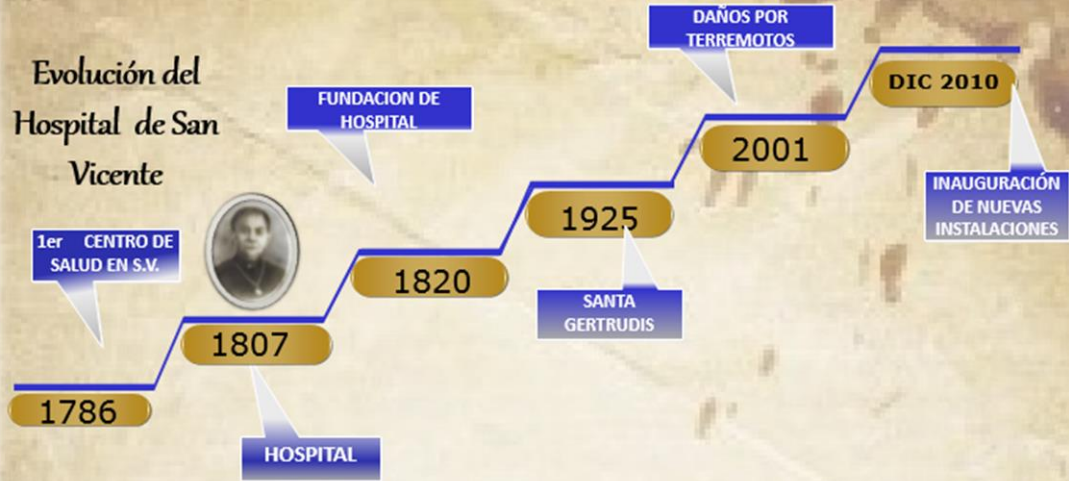 Evolución del
Hospital de San
Vicente
1er CENTRO DE
SALUD EN S.V.
1786
1807
HOSPITAL
FUNDACION DE
HOSPITAL
1820
1925
SANTA
GERTRUDIS
DAÑOS POR
TERREMOTOS
2001
DIC 2010
INAUGURACIÓN
DE NUEVAS
INSTALACIONES